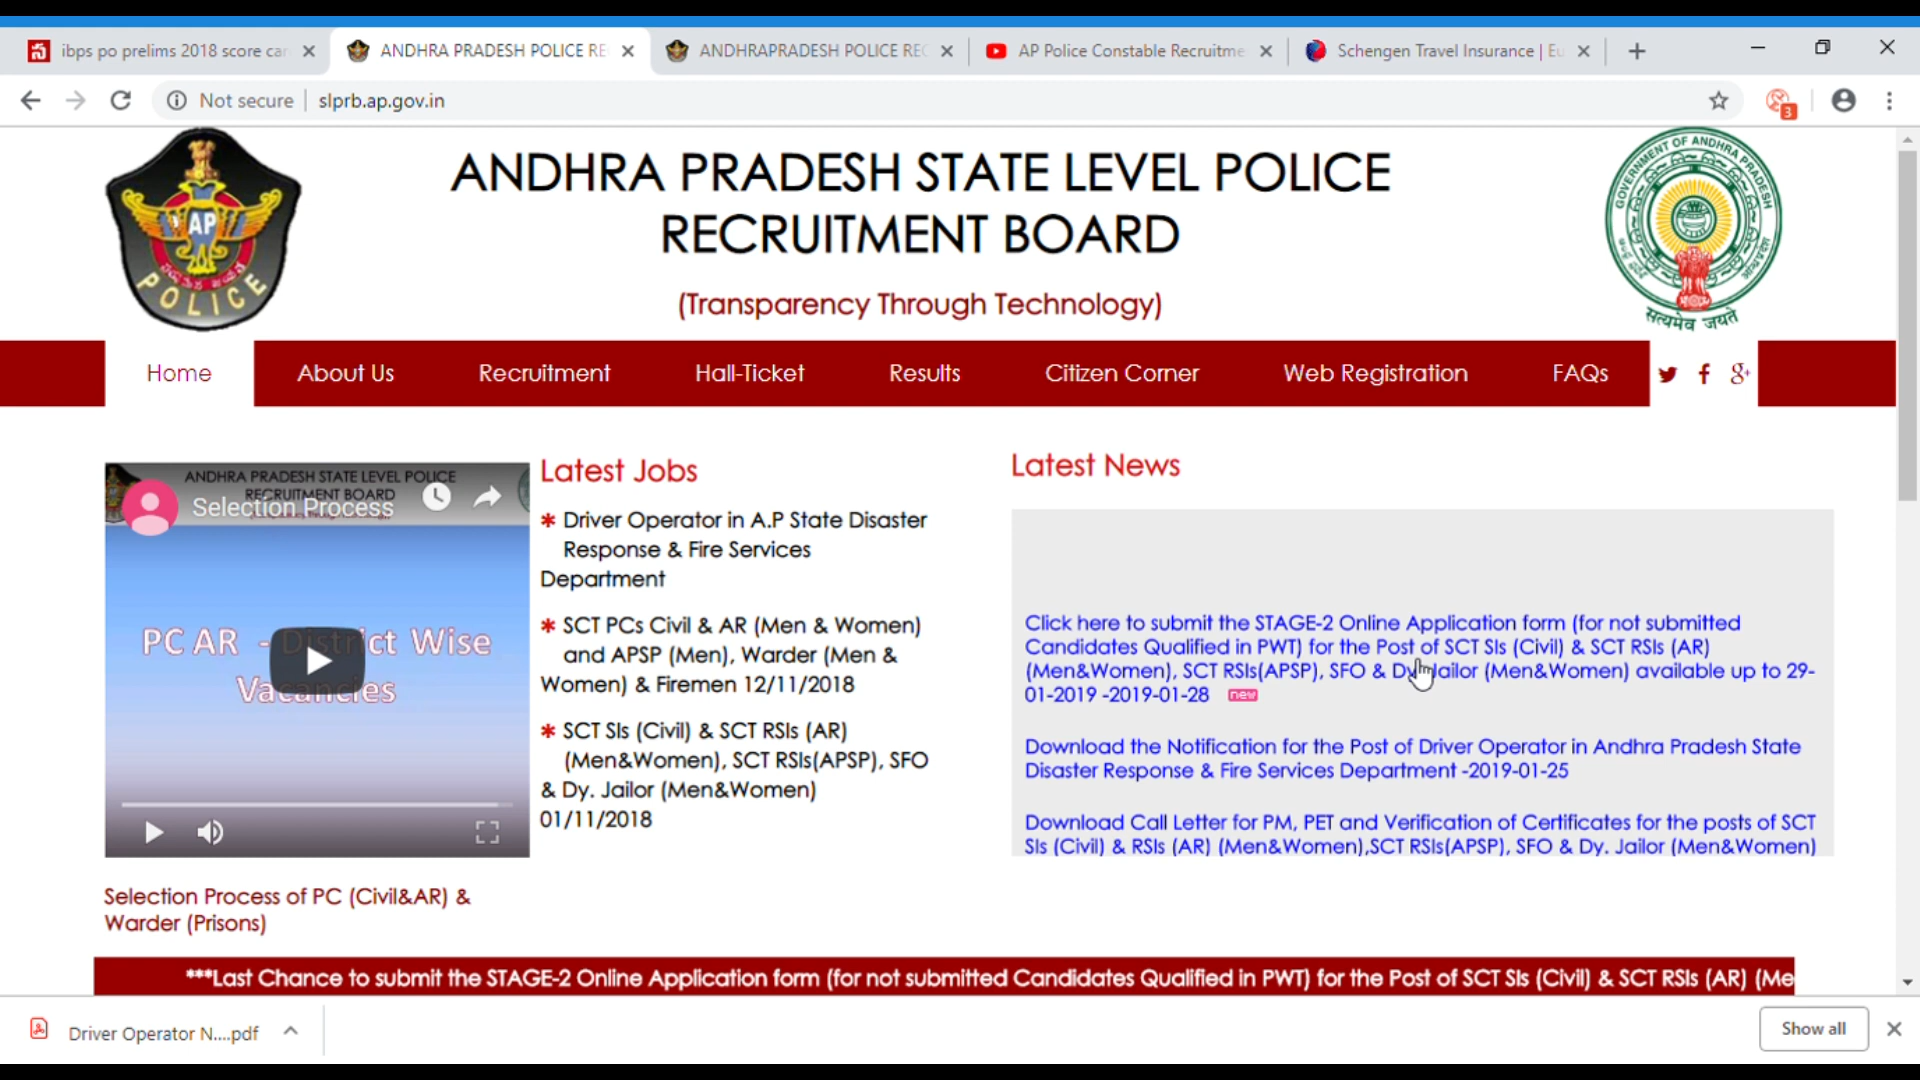 ibps po prelims 2018 score car
ANDHRA PRADESH POLICE RE
ANDHRAPRADESH POLICE REC
AP Police Constable Recruitme
Schengen Travel Insurance | Eu
Not secure
slprb.ap.gov.in
3
AP
POLICE
ANDHRA PRADESH STATE LEVEL POLICE
RECRUITMENT BOARD
(Transparency Through Technology)
GOVERNMENT OF ANDHRA PRADESH
सत्यमेव जयते
Home
About Us
Recruitment
Hall-Ticket
Results
Citizen Corner
Web Registration
FAQs
ANDHRA PRADESH STATE LEVEL POLICE
RECRUITMENT BOARD
Selection Process
PC AR - District Wise
Vacancies
Selection Process of PC (Civil&AR) &
Warder (Prisons)
Latest Jobs
* Driver Operator in A.P State Disaster
Response & Fire Services
Department
* SCT PCs Civil & AR (Men & Women)
and APSP (Men), Warder (Men &
Women) & Firemen 12/11/2018
* SCT SIs (Civil) & SCT RSIs (AR)
(Men&Women), SCT RSIs(APSP), SFO
& Dy. Jailor (Men&Women)
01/11/2018
Latest News
Click here to submit the STAGE-2 Online Application form (for not submitted
Candidates Qualified in PWT) for the Post of SCT SIs (Civil) & SCT RSIs (AR)
(Men&Women), SCT RSIs(APSP), SFO & Dy. Jailor (Men&Women) available up to 29-
01-2019 -2019-01-28 new
Download the Notification for the Post of Driver Operator in Andhra Pradesh State
Disaster Response & Fire Services Department -2019-01-25
Download Call Letter for PM, PET and Verification of Certificates for the posts of SCT
SIs (Civil) & RSIs (AR) (Men&Women),SCT RSIs(APSP), SFO & Dy. Jailor (Men&Women)
***Last Chance to submit the STAGE-2 Online Application form (for not submitted Candidates Qualified in PWT) for the Post of SCT SIs (Civil) & SCT RSIs (AR) (Me
Driver Operator N....pdf
Show all